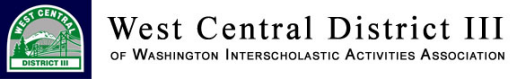 WEST CENTRAL
DISTRICT III
West Central District III
OF WASHINGTON INTERSCHOLASTIC ACTIVITIES ASSOCIATION